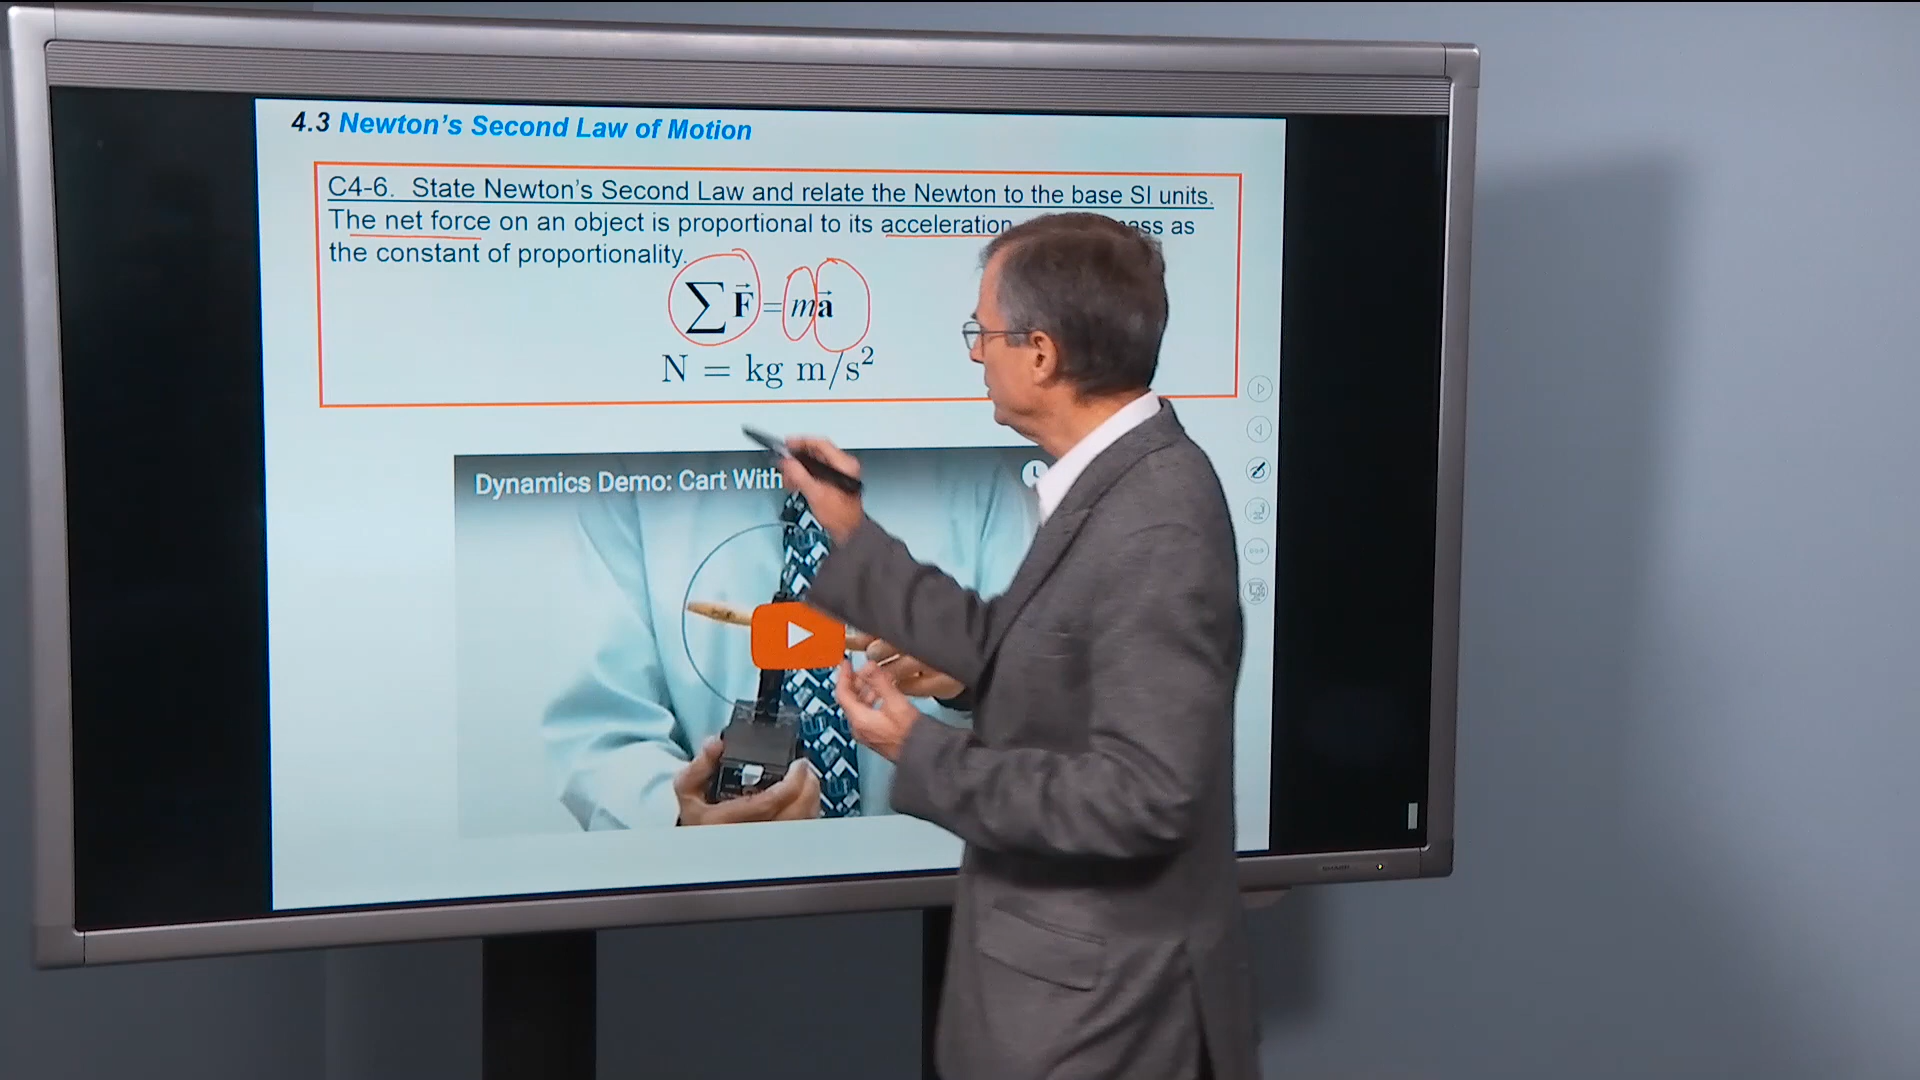 4.3 Newton's Second Law of Motion
C4-6. State Newton's Second Law and relate the Newton to the base SI units.
The net force on an object is proportional to its acceleration as
the constant of proportionality.
∑ F⃗ = ma⃗
N = kg m/s²
Dynamics Demo: Cart With